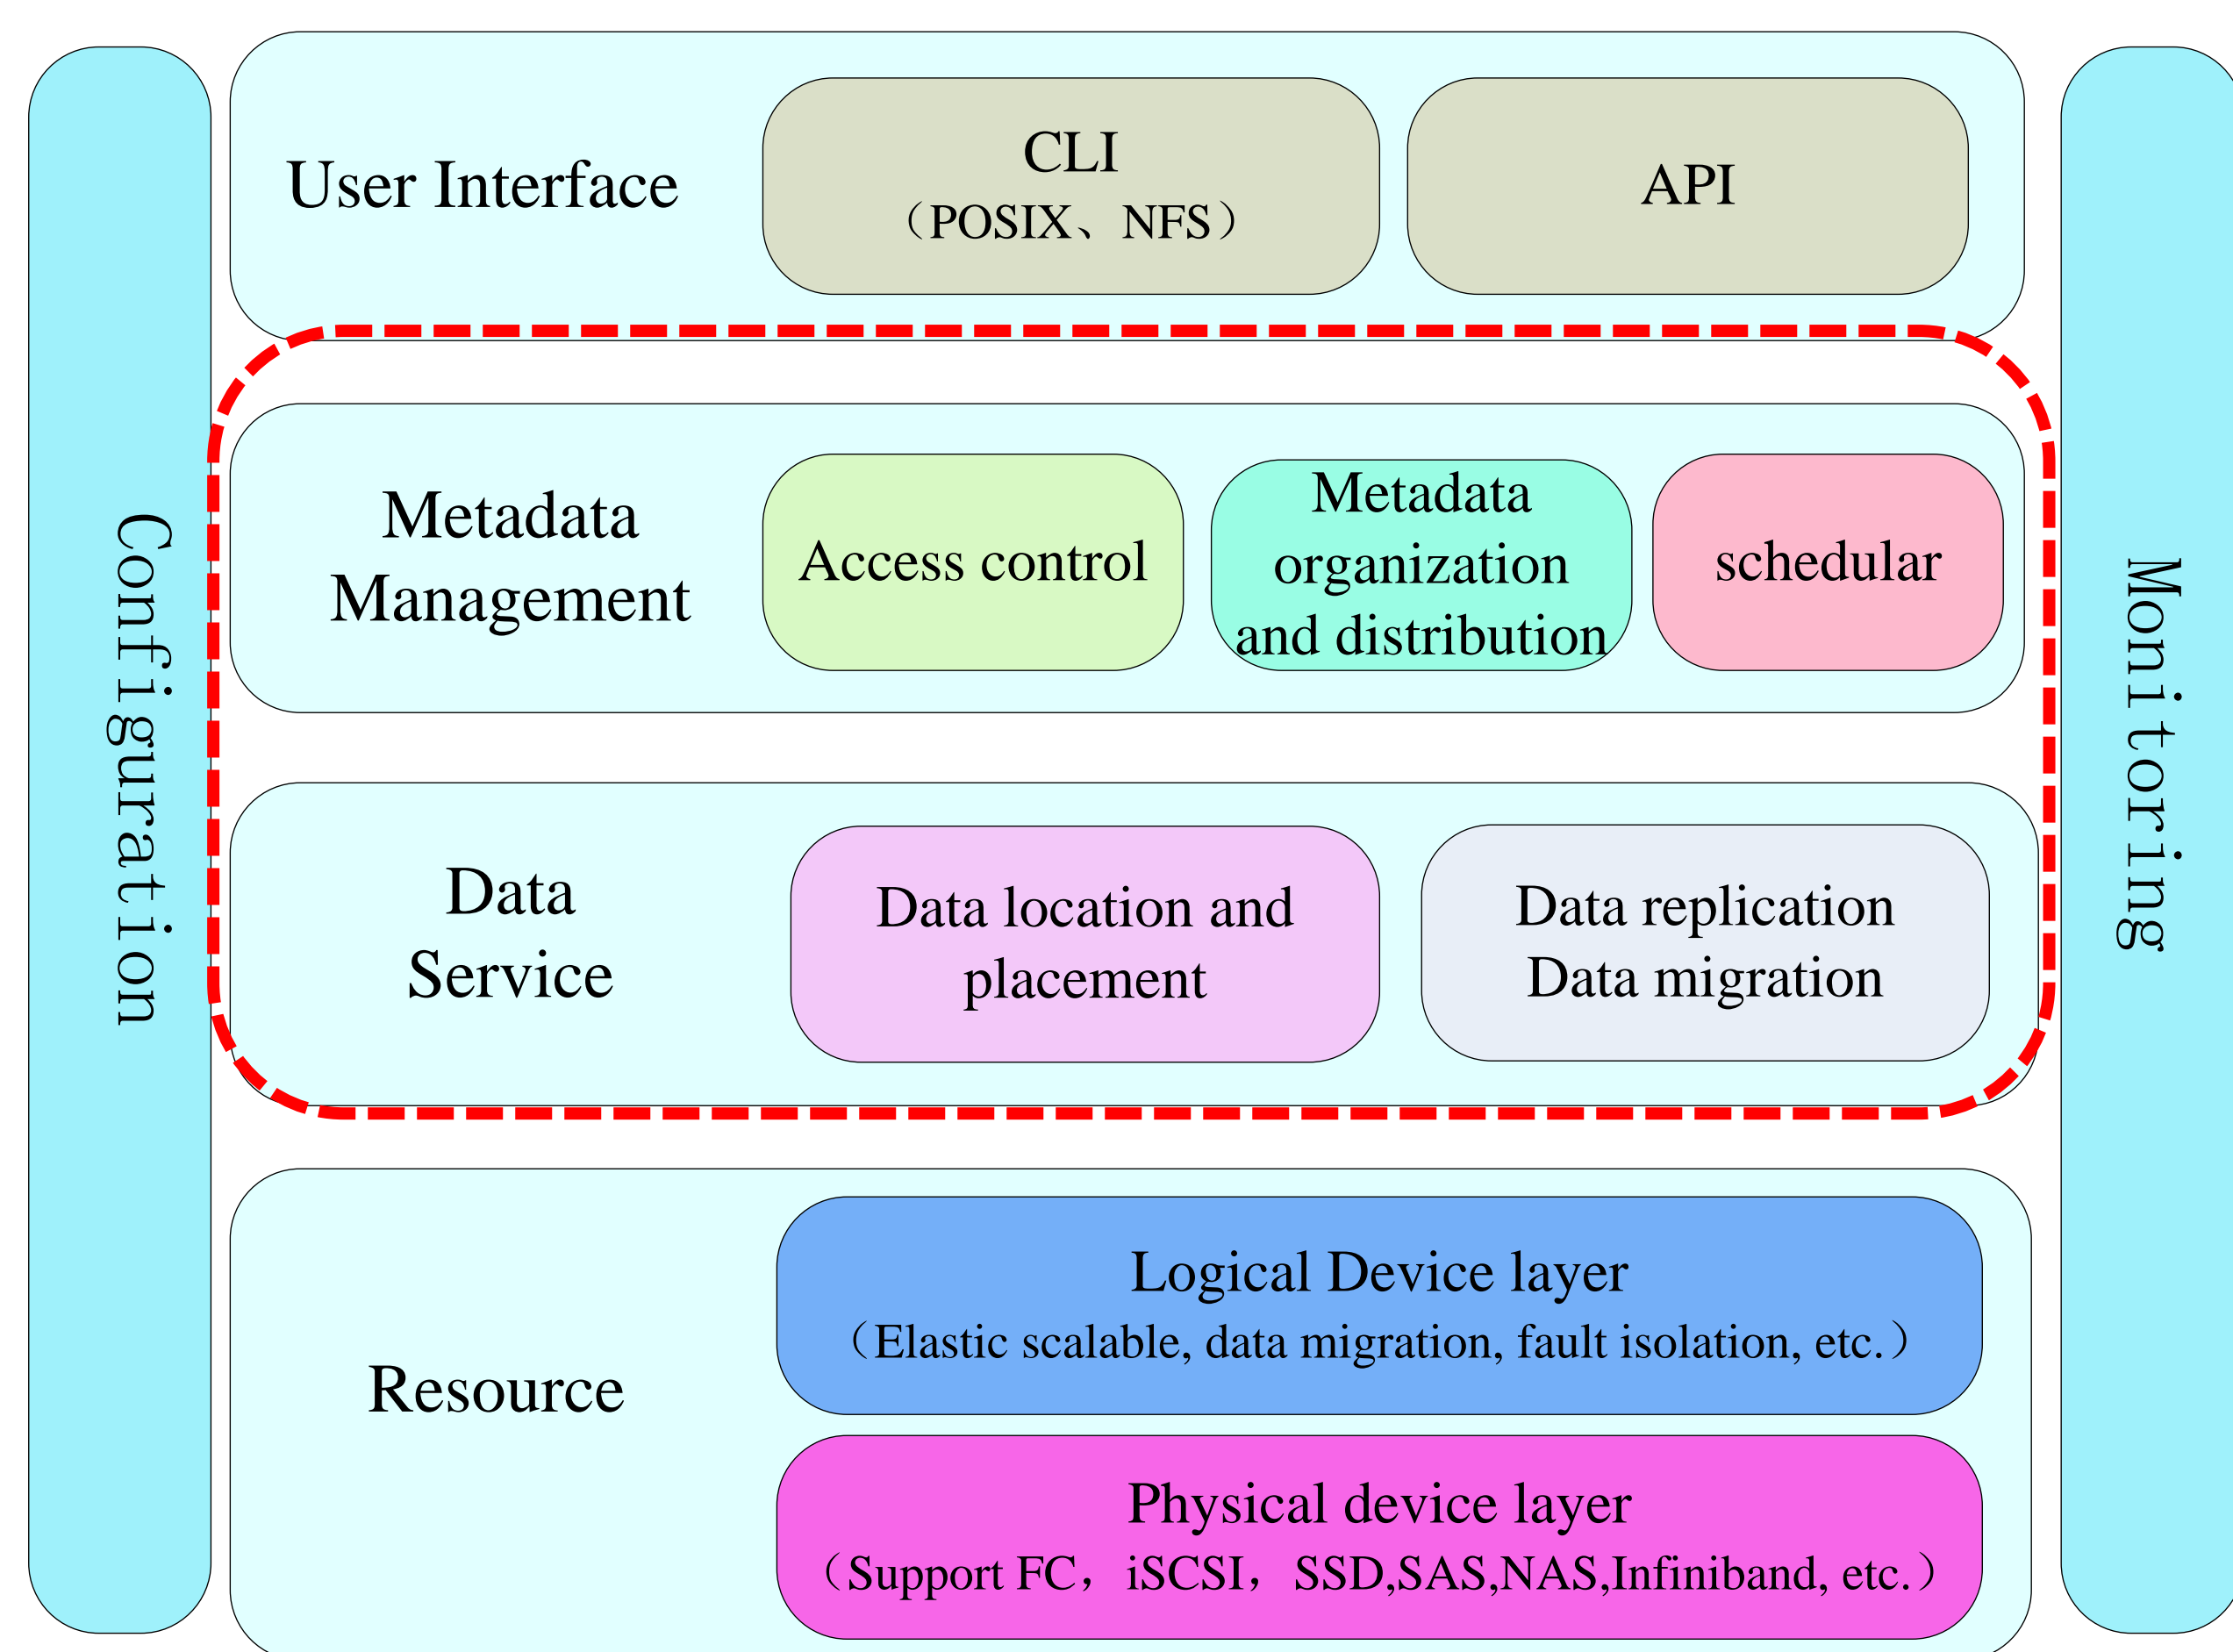 Configuration
User Interface
CLI
（POSIX、NFS）
API
Metadata
Management
Access control
Metadata
organization
and distribution
schedular
Data
Service
Data location and
placement
Data replication
Data migration
Resource
Logical Device layer
（Elastic scalable, data migration, fault isolation, etc.）
Physical device layer
（Support FC，iSCSI，SSD,SAS,NAS,Infiniband, etc.）
Monitoring